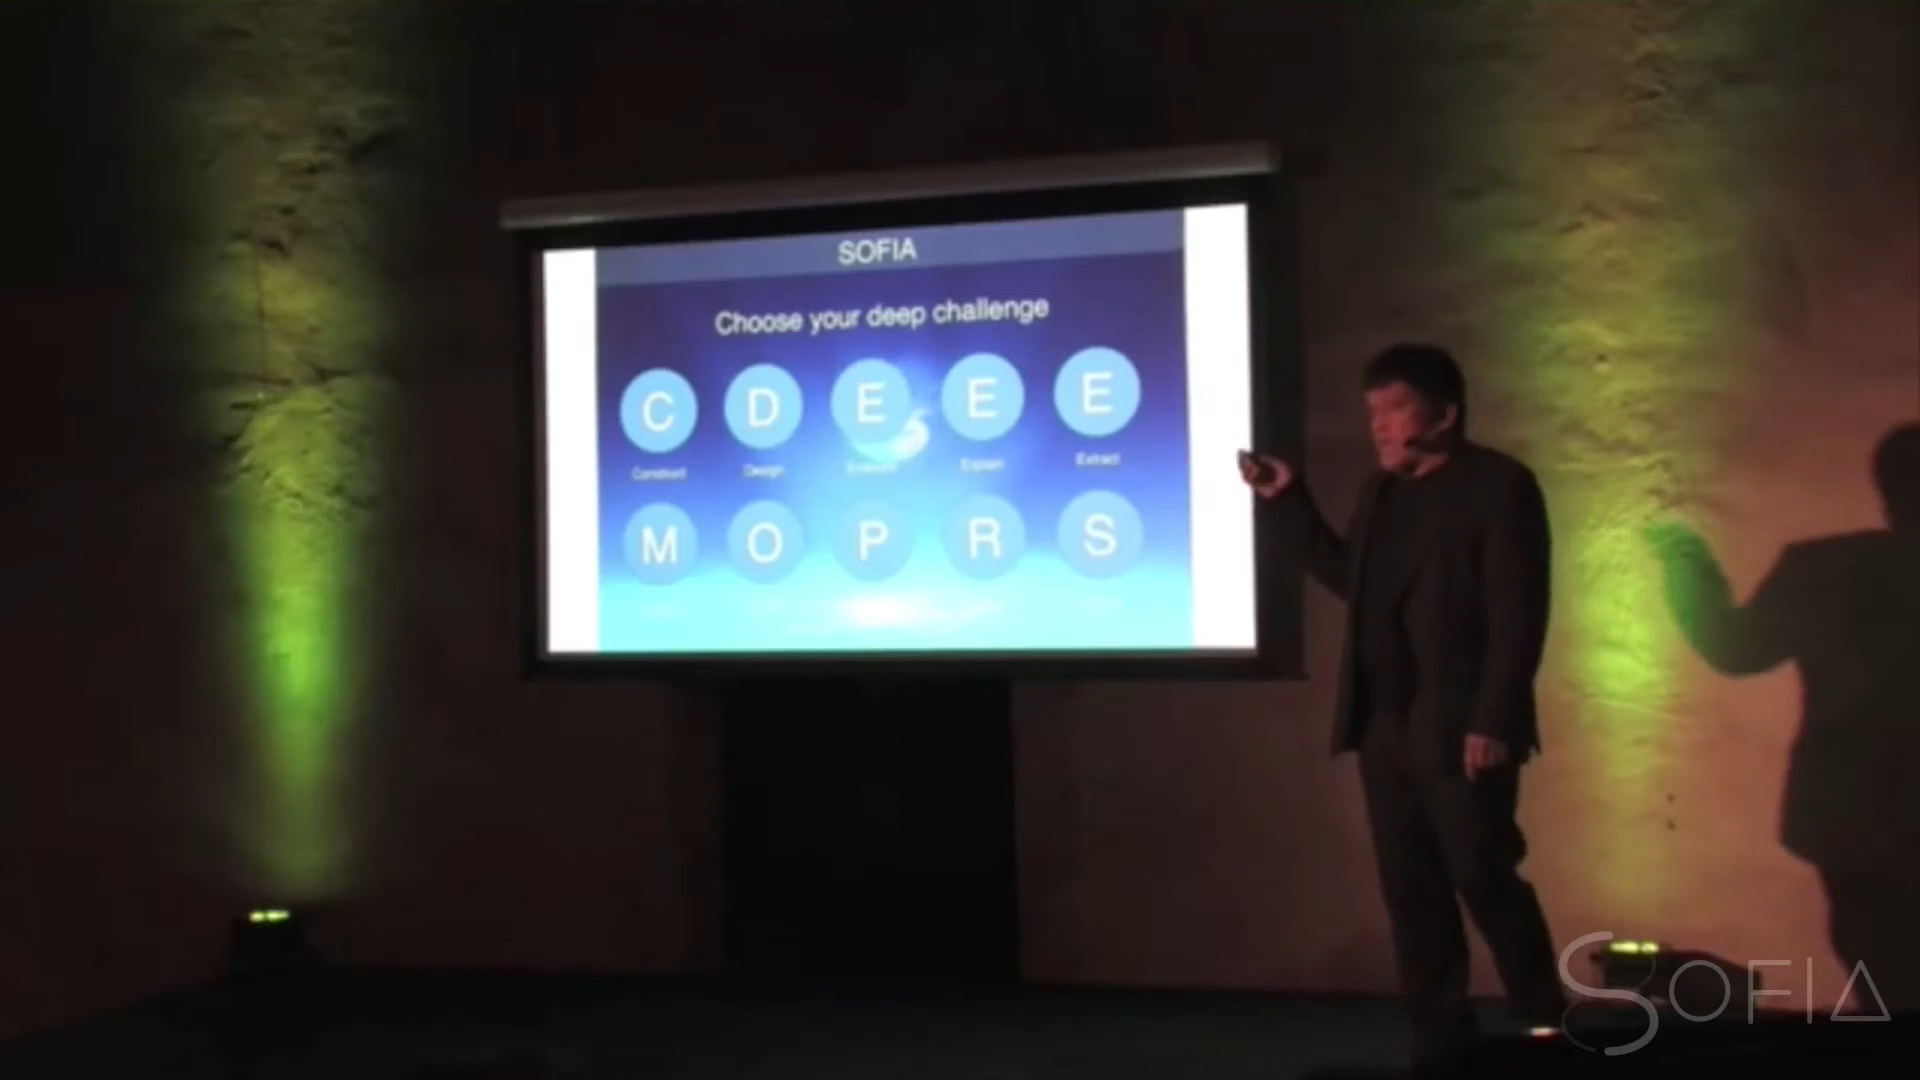 SOFIA
Choose your deep challenge
C D E E E
Construct Design Explain Extract
M O P R S
SOFIA